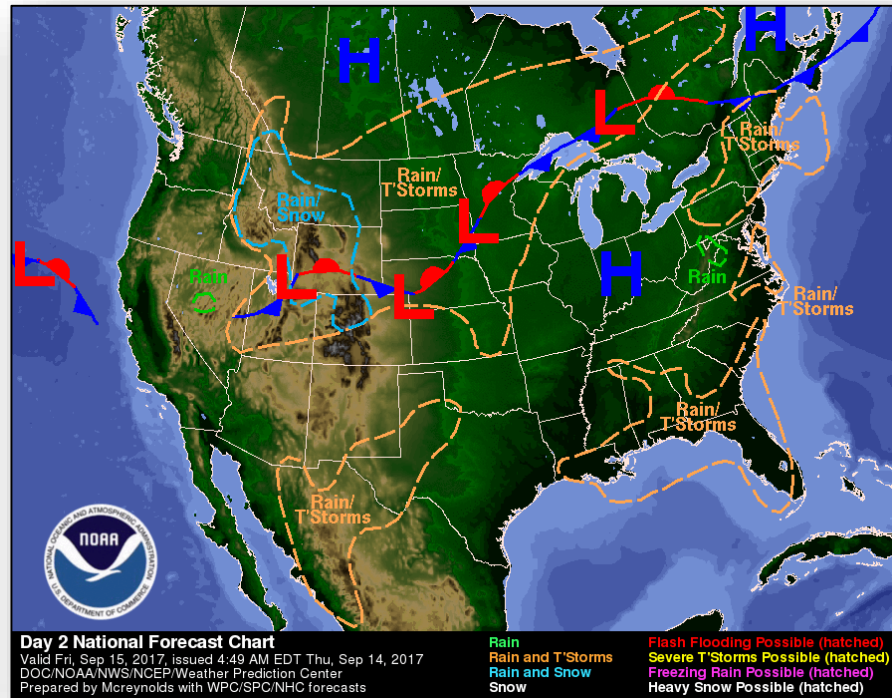 H
H
L
Rain/
T'Storms
Rain/
T'Storms
Rain/
Snow
L
L
Rain
L
L
H
Rain
Rain/
T'Storms
Rain/
T'Storms
Rain/
T'Storms
NATIONAL OCEANIC AND ATMOSPHERIC ADMINISTRATION
NOAA
U.S. DEPARTMENT OF COMMERCE
Day 2 National Forecast Chart
Valid Fri, Sep 15, 2017, issued 4:49 AM EDT Thu, Sep 14, 2017
DOC/NOAA/NWS/NCEP/Weather Prediction Center
Prepared by Mcreynolds with WPC/SPC/NHC forecasts
Rain
Rain and T'Storms
Rain and Snow
Snow
Flash Flooding Possible (hatched)
Severe T'Storms Possible (hatched)
Freezing Rain Possible (hatched)
Heavy Snow Possible (hatched)